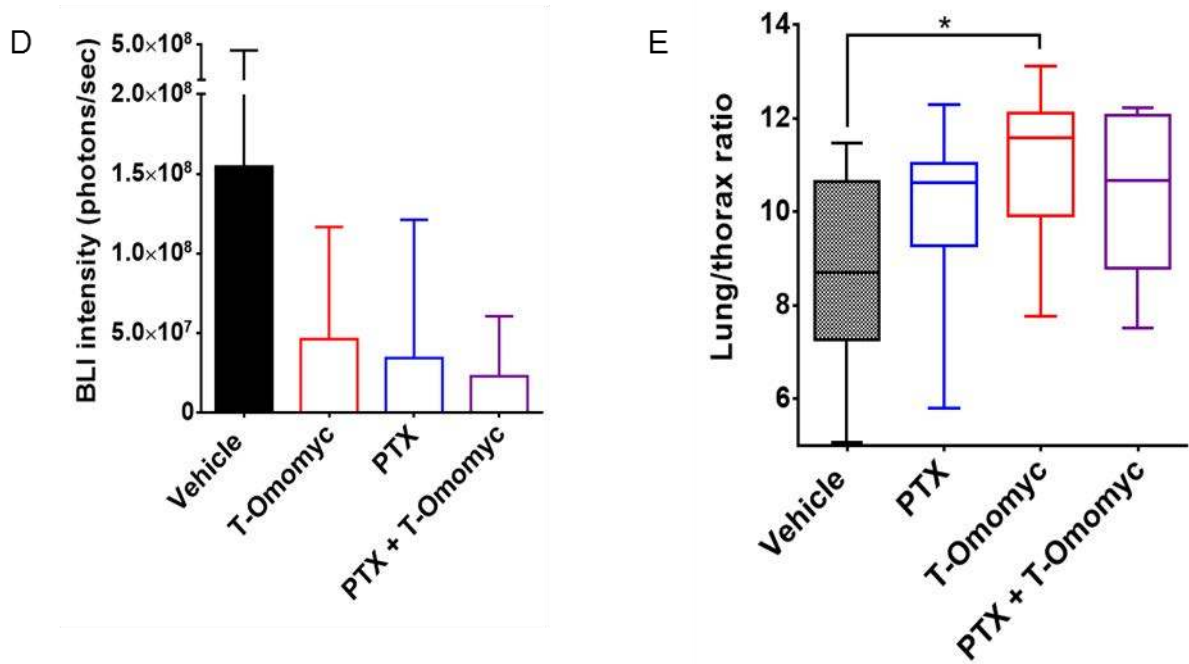 D
BLI intensity (photons/sec)
5.0×10⁸
2.0×10⁸
1.5×10⁸
1.0×10⁸
5.0×10⁷
0
Vehicle
T-Omomyc
PTX
PTX + T-Omomyc
E
Lung/thorax ratio
14
12
10
8
6
*
Vehicle
PTX
T-Omomyc
PTX + T-Omomyc